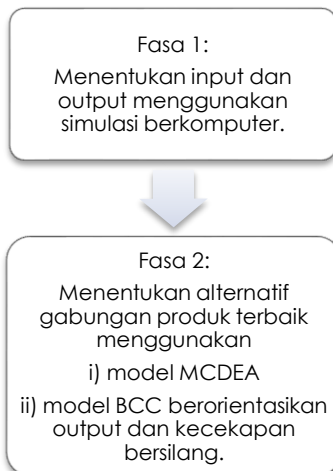 Fasa 1:
Menentukan input dan
output menggunakan
simulasi berkomputer.
Fasa 2:
Menentukan alternatif
gabungan produk terbaik
menggunakan
i) model MCDEA
ii) model BCC berorientasikan
output dan kecekapan
bersilang.